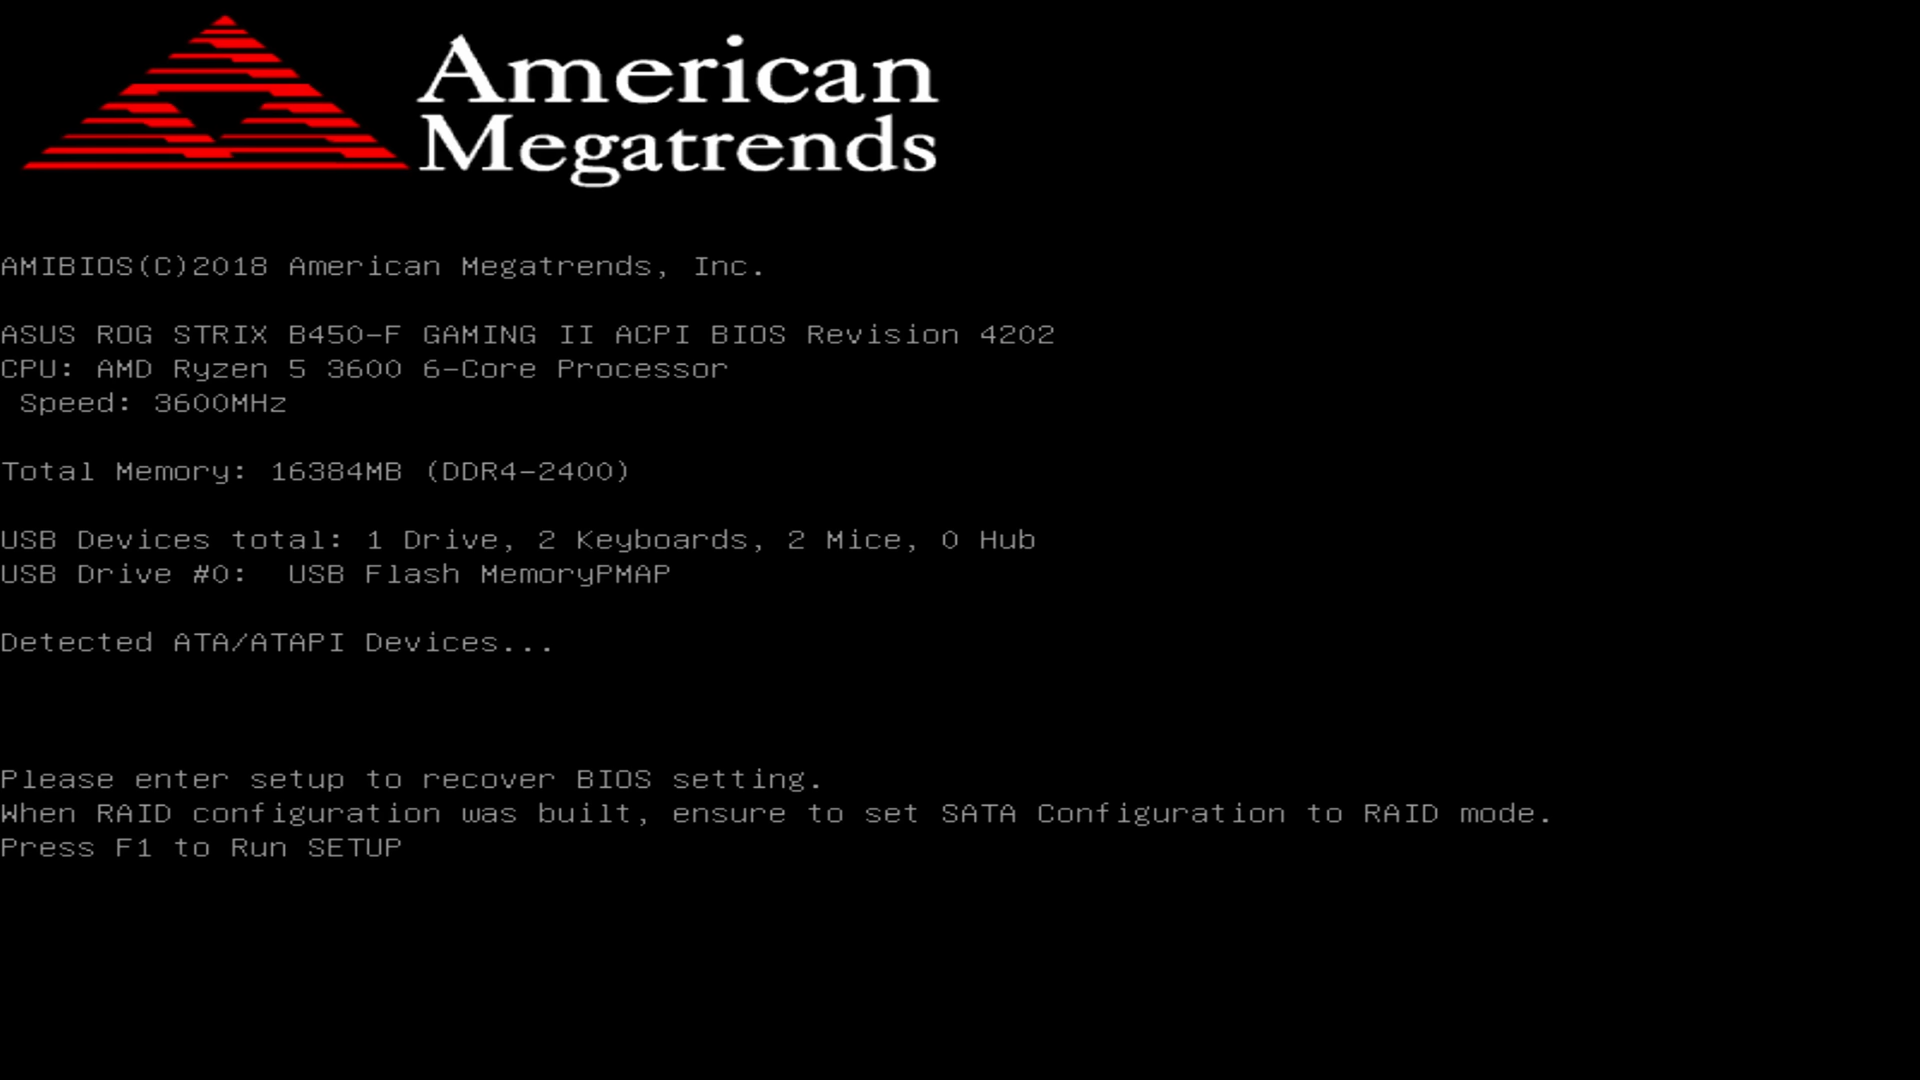 American
Megatrends
AMIBIOS(C)2018 American Megatrends, Inc.
ASUS ROG STRIX B450-F GAMING II ACPI BIOS Revision 4202
CPU: AMD Ryzen 5 3600 6-Core Processor
Speed: 3600MHz
Total Memory: 16384MB (DDR4-2400)
USB Devices total: 1 Drive, 2 Keyboards, 2 Mice, 0 Hub
USB Drive #0: USB Flash MemoryPMAP
Detected ATA/ATAPI Devices...
Please enter setup to recover BIOS setting.
When RAID configuration was built, ensure to set SATA Configuration to RAID mode.
Press F1 to Run SETUP